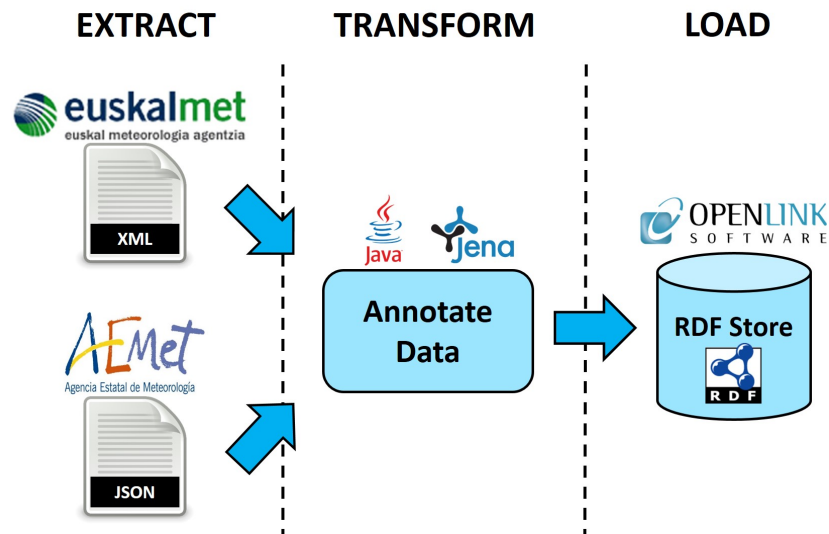 EXTRACT
TRANSFORM
LOAD
euskalmet
euskal meteorologia agentzia
XML
AEMet
Agencia Estatal de Meteorología
JSON
Java
Jena
Annotate
Data
OPENLINK
SOFTWARE
RDF Store
RDF